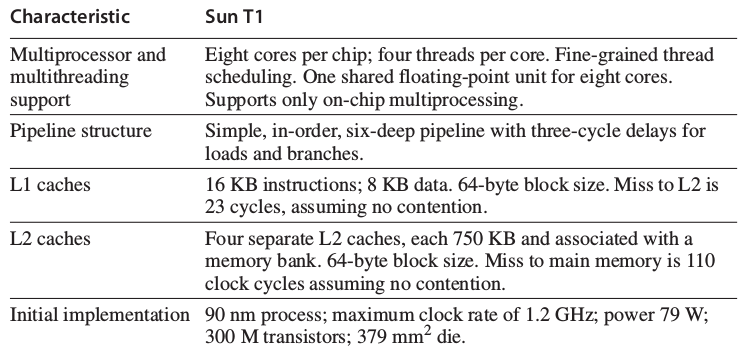 Characteristic Sun T1
Multiprocessor and Eight cores per chip; four threads per core. Fine-grained thread
multithreading scheduling. One shared floating-point unit for eight cores.
support Supports only on-chip multiprocessing.
Pipeline structure Simple, in-order, six-deep pipeline with three-cycle delays for
loads and branches.
L1 caches 16 KB instructions; 8 KB data. 64-byte block size. Miss to L2 is
23 cycles, assuming no contention.
L2 caches Four separate L2 caches, each 750 KB and associated with a
memory bank. 64-byte block size. Miss to main memory is 110
clock cycles assuming no contention.
Initial implementation 90 nm process; maximum clock rate of 1.2 GHz; power 79 W;
300 M transistors; 379 mm² die.